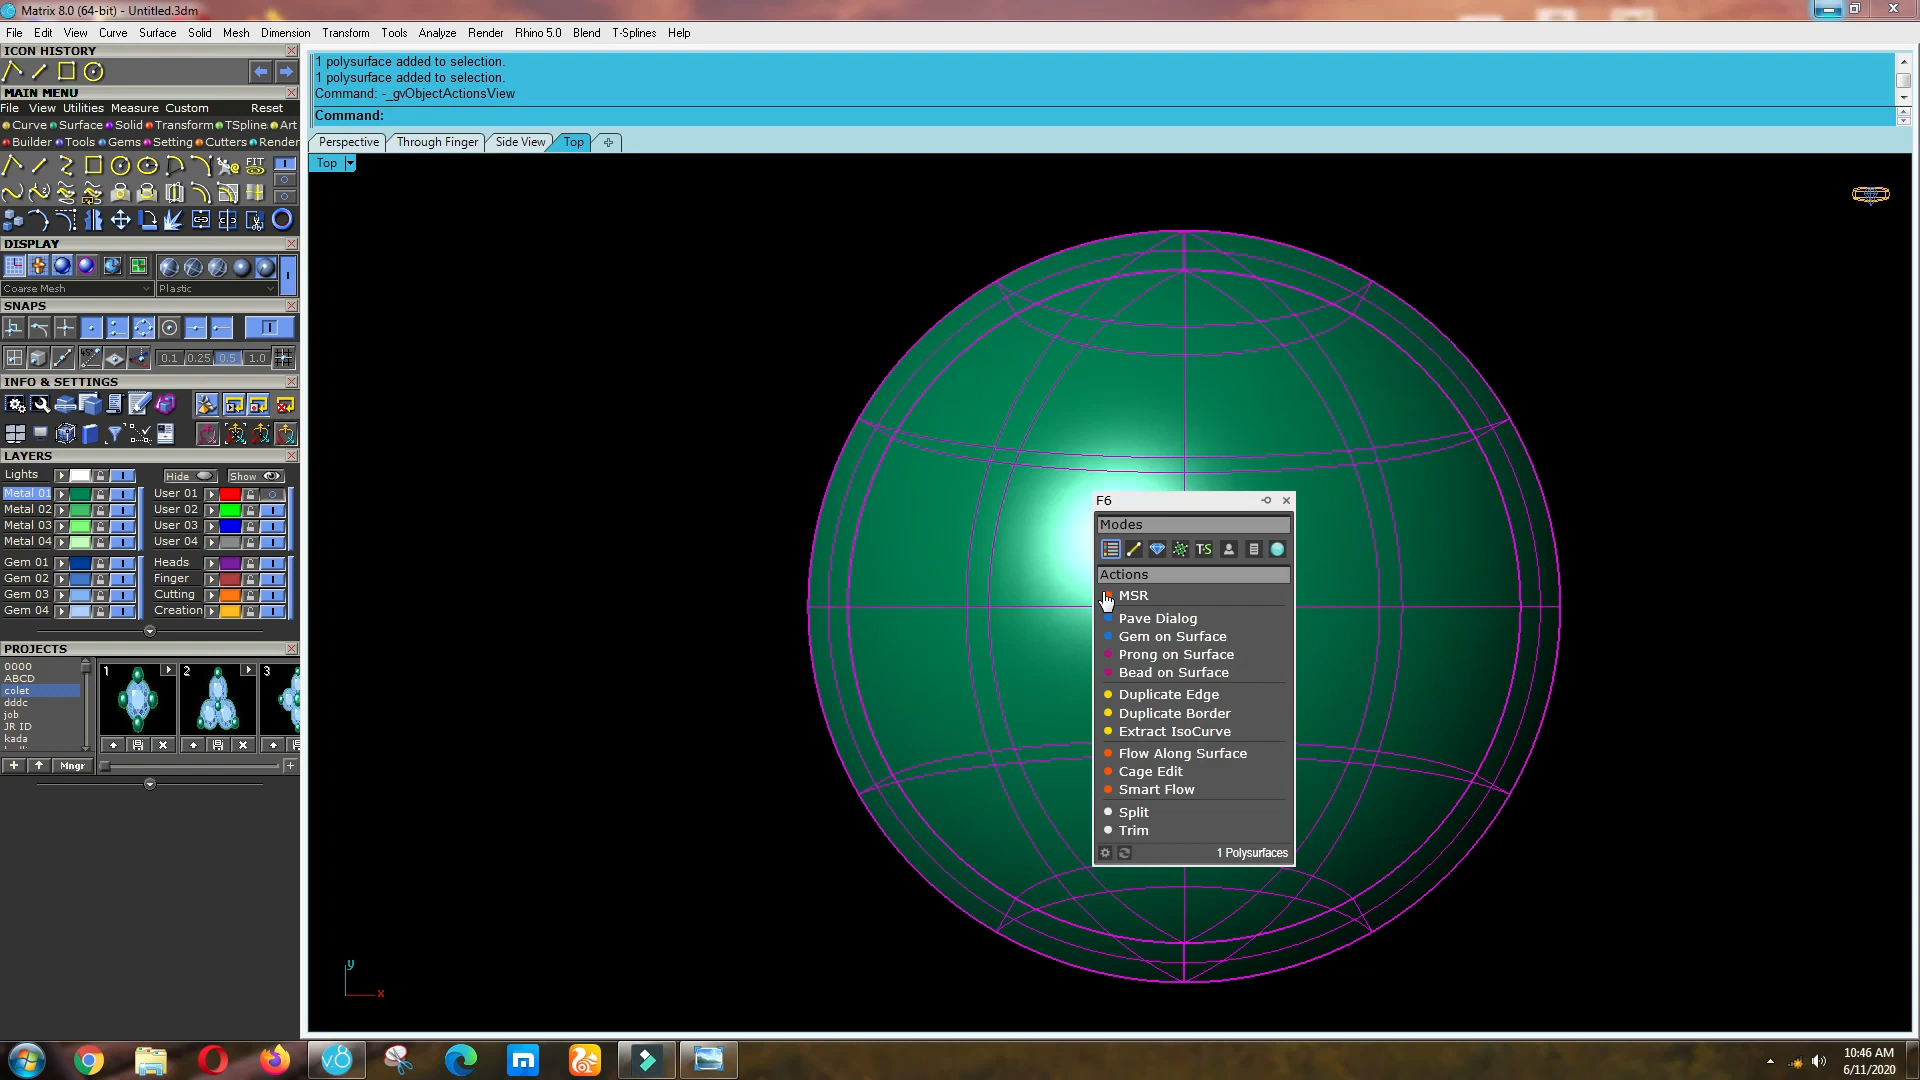 Matrix 8.0 (64-bit) - Untitled.3dm
File Edit View Curve Surface Solid Mesh Dimension Transform Tools Analyze Render Rhino 5.0 Blend T-Splines Help
ICON HISTORY
1 polysurface added to selection.
1 polysurface added to selection.
Command: -_gvObjectActionsView
Command:
MAIN MENU
File View Utilities Measure Custom Reset
Curve Surface Solid Transform TSpline Art
Builder Tools Gems Setting Cutters Render
FIT
Perspective Through Finger Side View Top
Top
DISPLAY
Coarse Mesh Plastic
SNAPS
0.1 0.25 0.5 1.0
INFO & SETTINGS
LAYERS
Lights Hide Show
Metal 01 User 01
Metal 02 User 02
Metal 03 User 03
Metal 04 User 04
Gem 01 Heads
Gem 02 Finger
Gem 03 Cutting
Gem 04 Creation
PROJECTS
0000
ABCD
colet
dddc
job
JR ID
kada
1 2 3
Mngr
F6
Modes
T-S
Actions
MSR
Pave Dialog
Gem on Surface
Prong on Surface
Bead on Surface
Duplicate Edge
Duplicate Border
Extract IsoCurve
Flow Along Surface
Cage Edit
Smart Flow
Split
Trim
1 Polysurfaces
y
x
v8
10:46 AM
6/11/2020